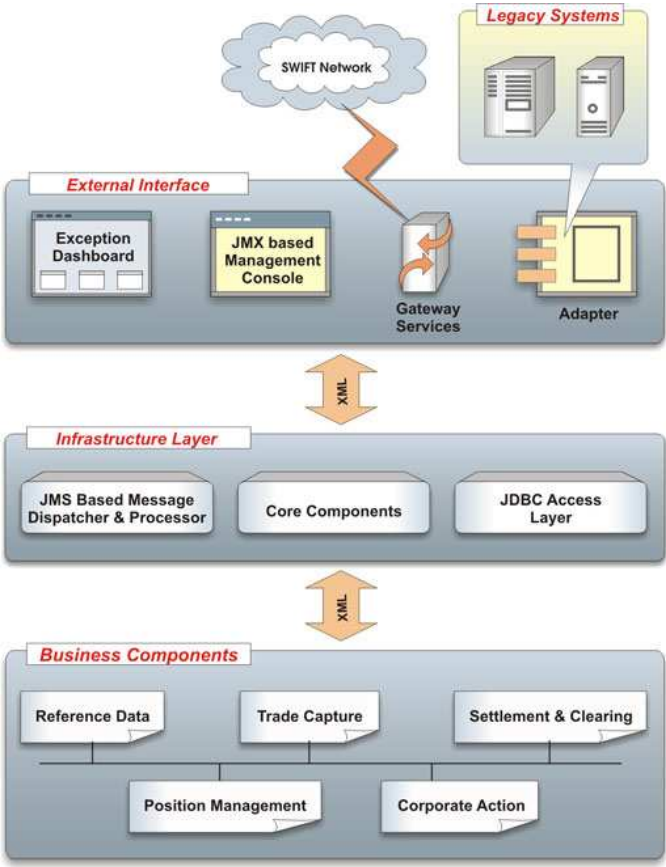 Legacy Systems
SWIFT Network
External Interface
Exception
Dashboard
JMX based
Management
Console
Gateway
Services
Adapter
XML
Infrastructure Layer
JMS Based Message
Dispatcher & Processor
Core Components
JDBC Access
Layer
XML
Business Components
Reference Data
Trade Capture
Settlement & Clearing
Position Management
Corporate Action